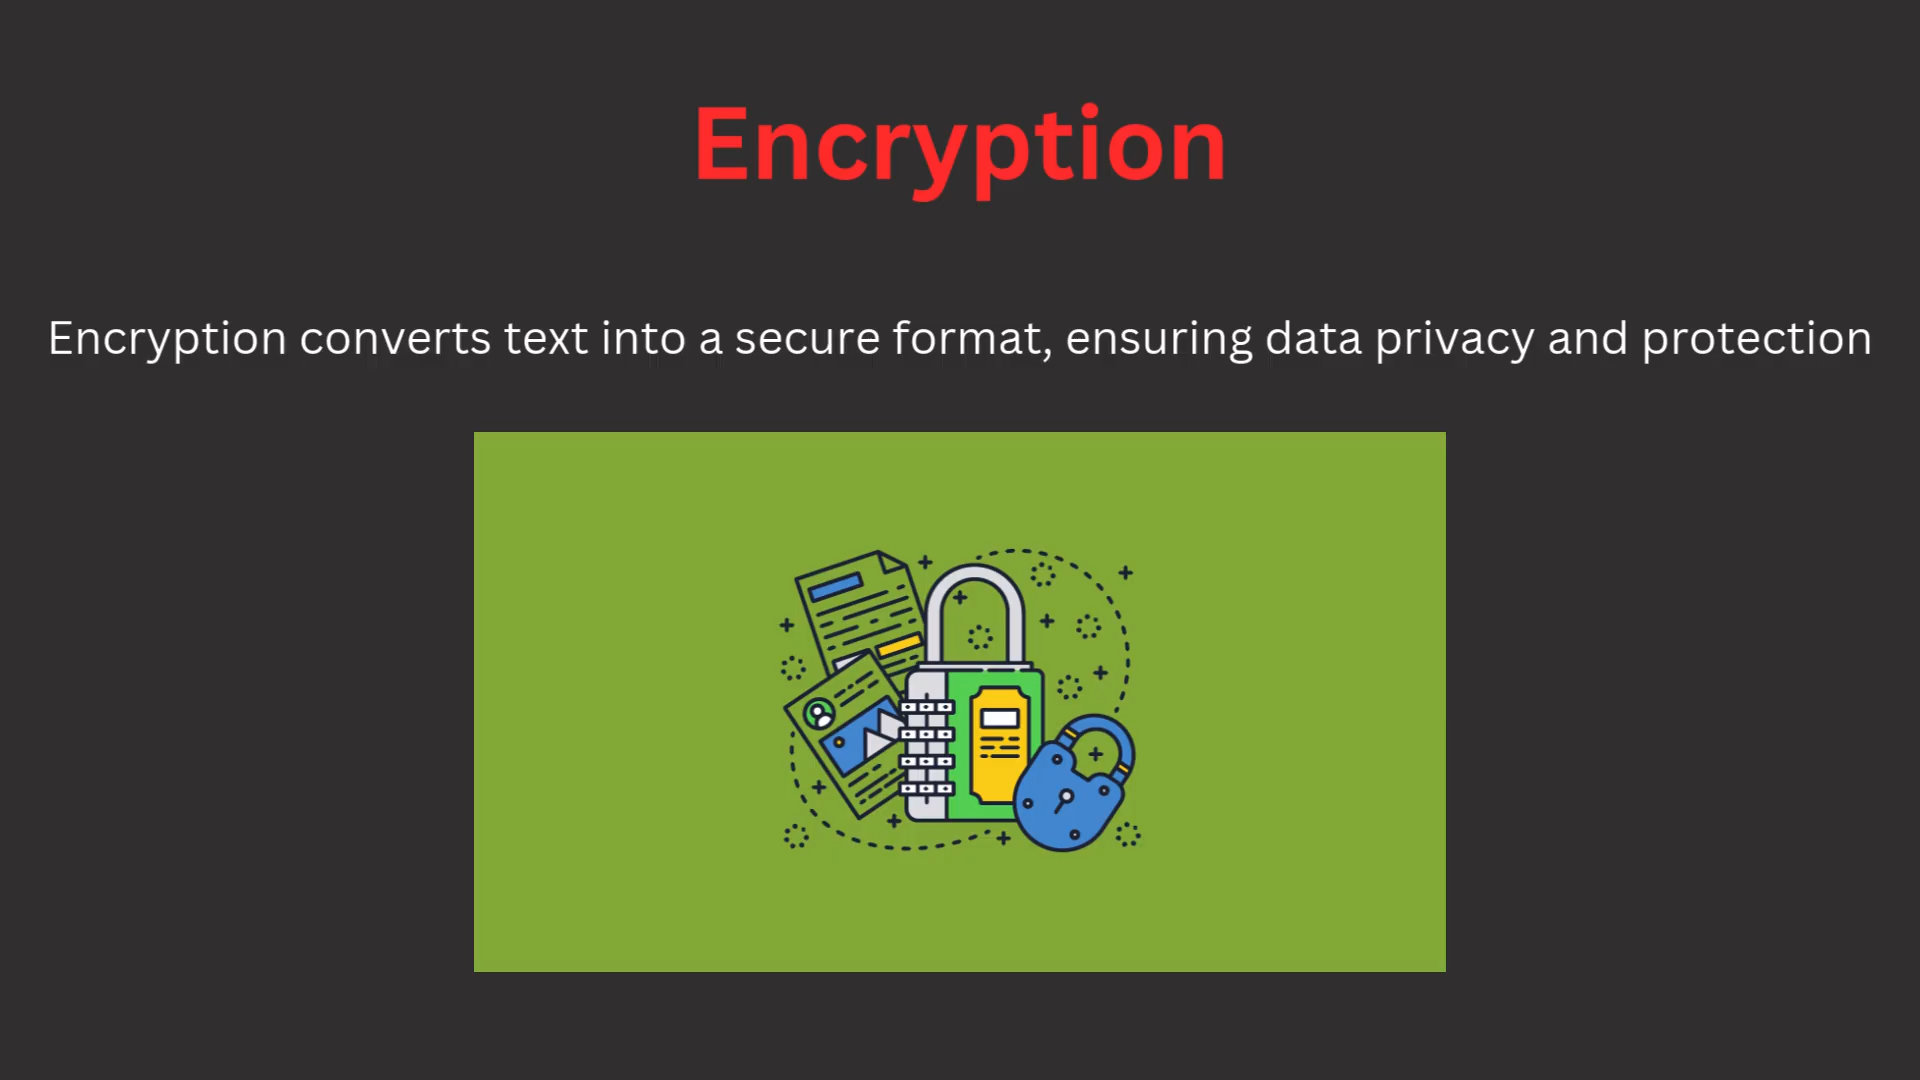 Encryption
Encryption converts text into a secure format, ensuring data privacy and protection